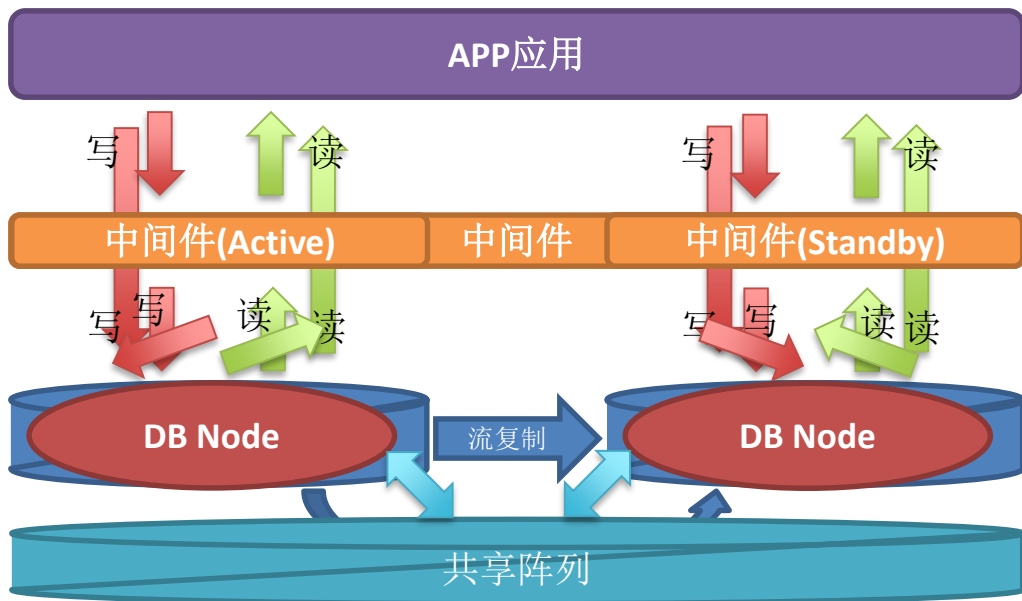 APP应用
写
读
写
读
中间件(Active)
中间件
中间件(Standby)
写
写
读
读
写
写
读
读
DB Node
流复制
DB Node
共享阵列